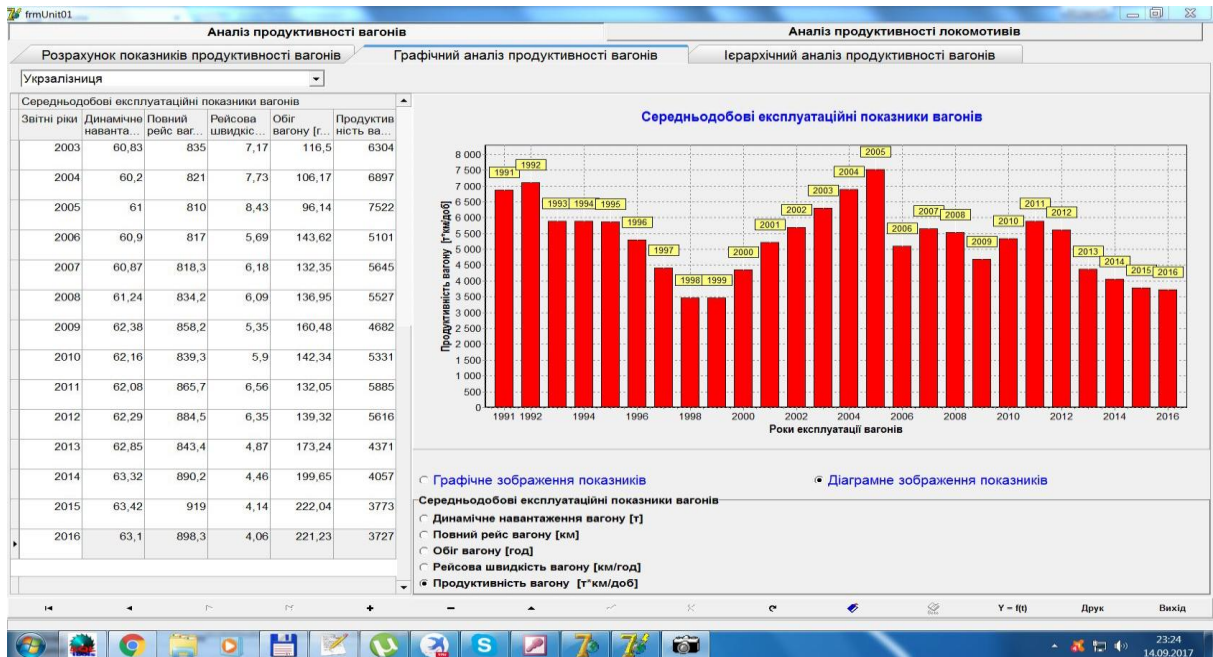 frmUnit01
Аналіз продуктивності вагонів
Аналіз продуктивності локомотивів
Розрахунок показників продуктивності вагонів
Графічний аналіз продуктивності вагонів
Ієрархічний аналіз продуктивності вагонів
Укрзалізниця
Середньодобові експлуатаційні показники вагонів
Звітні ріки Динамічне Повний Рейсова Обіг Продуктив
наванта... рейс ваг... швидкіс... вагону [г... ність ва...
2003 60,83 835 7,17 116,5 6304
2004 60,2 821 7,73 106,17 6897
2005 61 810 8,43 96,14 7522
2006 60,9 817 5,69 143,62 5101
2007 60,87 818,3 6,18 132,35 5645
2008 61,24 834,2 6,09 136,95 5527
2009 62,38 858,2 5,35 160,48 4682
2010 62,16 839,3 5,9 142,34 5331
2011 62,08 865,7 6,56 132,05 5885
2012 62,29 884,5 6,35 139,32 5616
2013 62,85 843,4 4,87 173,24 4371
2014 63,32 890,2 4,46 199,65 4057
2015 63,42 919 4,14 222,04 3773
2016 63,1 898,3 4,06 221,23 3727
Середньодобові експлуатаційні показники вагонів
Продуктивність вагону [т*км/доб]
8 000
7 500
7 000
6 500
6 000
5 500
5 000
4 500
4 000
3 500
3 000
2 500
2 000
1 500
1 000
500
0
1991 1992 1993 1994 1995 1996 1997 1998 1999 2000 2001 2002 2003 2004 2005 2006 2007 2008 2009 2010 2011 2012 2013 2014 2015 2016
1991 1992 1994 1996 1998 2000 2002 2004 2006 2008 2010 2012 2014 2016
Роки експлуатації вагонів
Графічне зображення показників
Діаграмне зображення показників
Середньодобові експлуатаційні показники вагонів
Динамічне навантаження вагону [т]
Повний рейс вагону [км]
Обіг вагону [год]
Рейсова швидкість вагону [км/год]
Продуктивність вагону [т*км/доб]
Y = f(t) Друк Вихід
23:24
14.09.2017